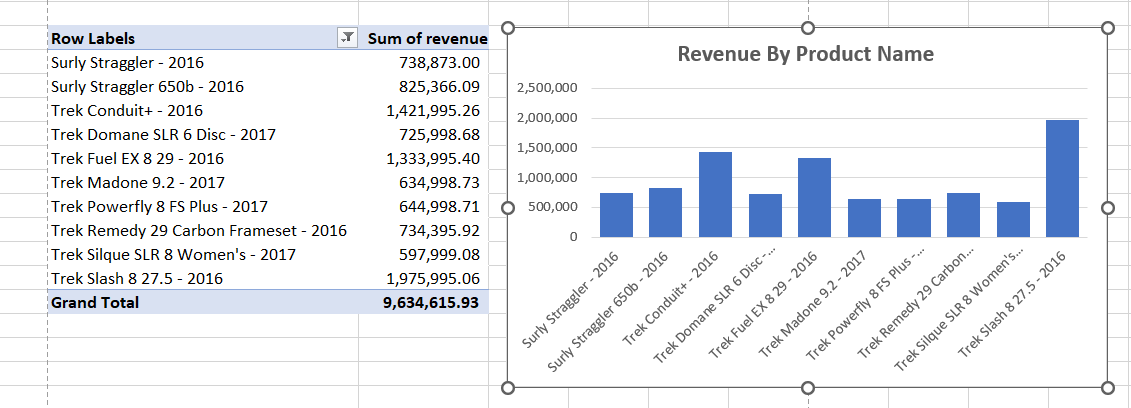 Row Labels Sum of revenue
Surly Straggler - 2016 738,873.00
Surly Straggler 650b - 2016 825,366.09
Trek Conduit+ - 2016 1,421,995.26
Trek Domane SLR 6 Disc - 2017 725,998.68
Trek Fuel EX 8 29 - 2016 1,333,995.40
Trek Madone 9.2 - 2017 634,998.73
Trek Powerfly 8 FS Plus - 2017 644,998.71
Trek Remedy 29 Carbon Frameset - 2016 734,395.92
Trek Silque SLR 8 Women's - 2017 597,999.08
Trek Slash 8 27.5 - 2016 1,975,995.06
Grand Total 9,634,615.93
Revenue By Product Name
2,500,000
2,000,000
1,500,000
1,000,000
500,000
0
Surly Straggler - 2016
Surly Straggler 650b - 2016
Trek Conduit+ - 2016
Trek Domane SLR 6 Disc -...
Trek Fuel EX 8 29 - 2016
Trek Madone 9.2 - 2017
Trek Powerfly 8 FS Plus -...
Trek Remedy 29 Carbon...
Trek Silque SLR 8 Women's...
Trek Slash 8 27.5 - 2016